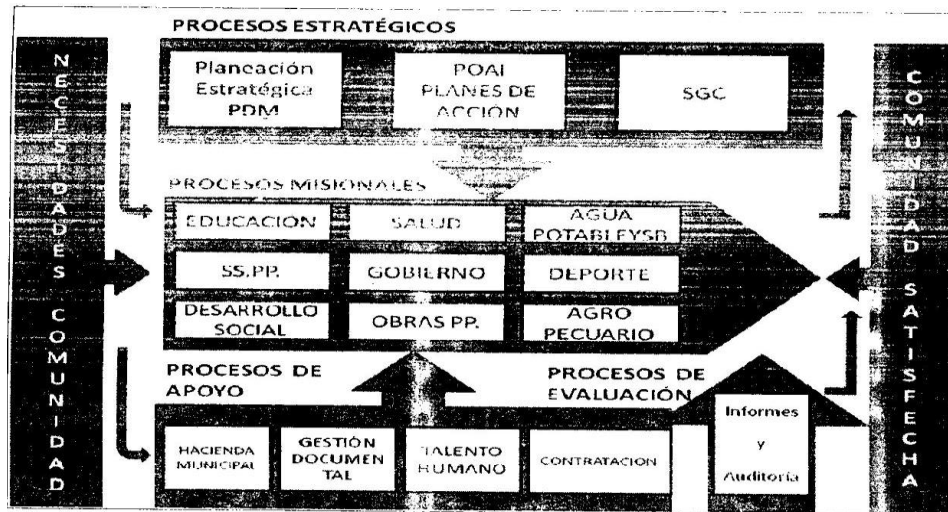 PROCESOS ESTRATÉGICOS
NECESIDADES COMUNIDAD
Planeación
Estratégica
PDM
POAI
PLANES DE
ACCIÓN
SGC
COMUNIDAD SATISFECHA
PROCESOS MISIONALES
EDUCACION
SALUD
AGUA
POTABLEYSB
SS.PP.
GOBIERNO
DEPORTE
DESARROLLO
SOCIAL
OBRAS PP.
AGRO
PECUARIO
PROCESOS DE
APOYO
PROCESOS DE
EVALUACIÓN
HACIENDA
MUNICIPAL
GESTIÓN
DOCUMEN
TAL
TALENTO
HUMANO
CONTRATACION
Informes
y
Auditoría